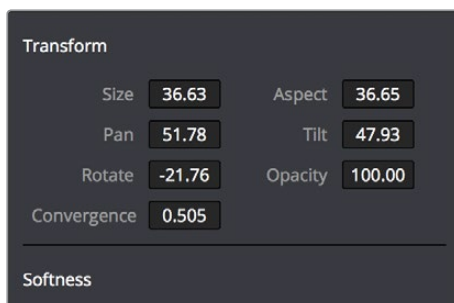 Transform
Size 36.63 Aspect 36.65
Pan 51.78 Tilt 47.93
Rotate -21.76 Opacity 100.00
Convergence 0.505
Softness